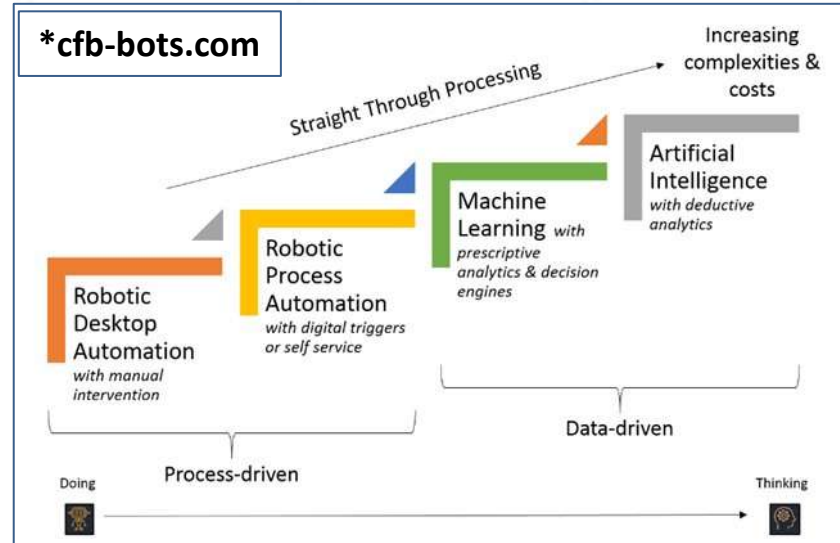 *cfb-bots.com
Increasing
complexities &
costs
Straight Through Processing
Robotic
Desktop
Automation
with manual
intervention
Robotic
Process
Automation
with digital triggers
or self service
Machine
Learning with
prescriptive
analytics & decision
engines
Artificial
Intelligence
with deductive
analytics
Process-driven
Data-driven
Doing
Thinking